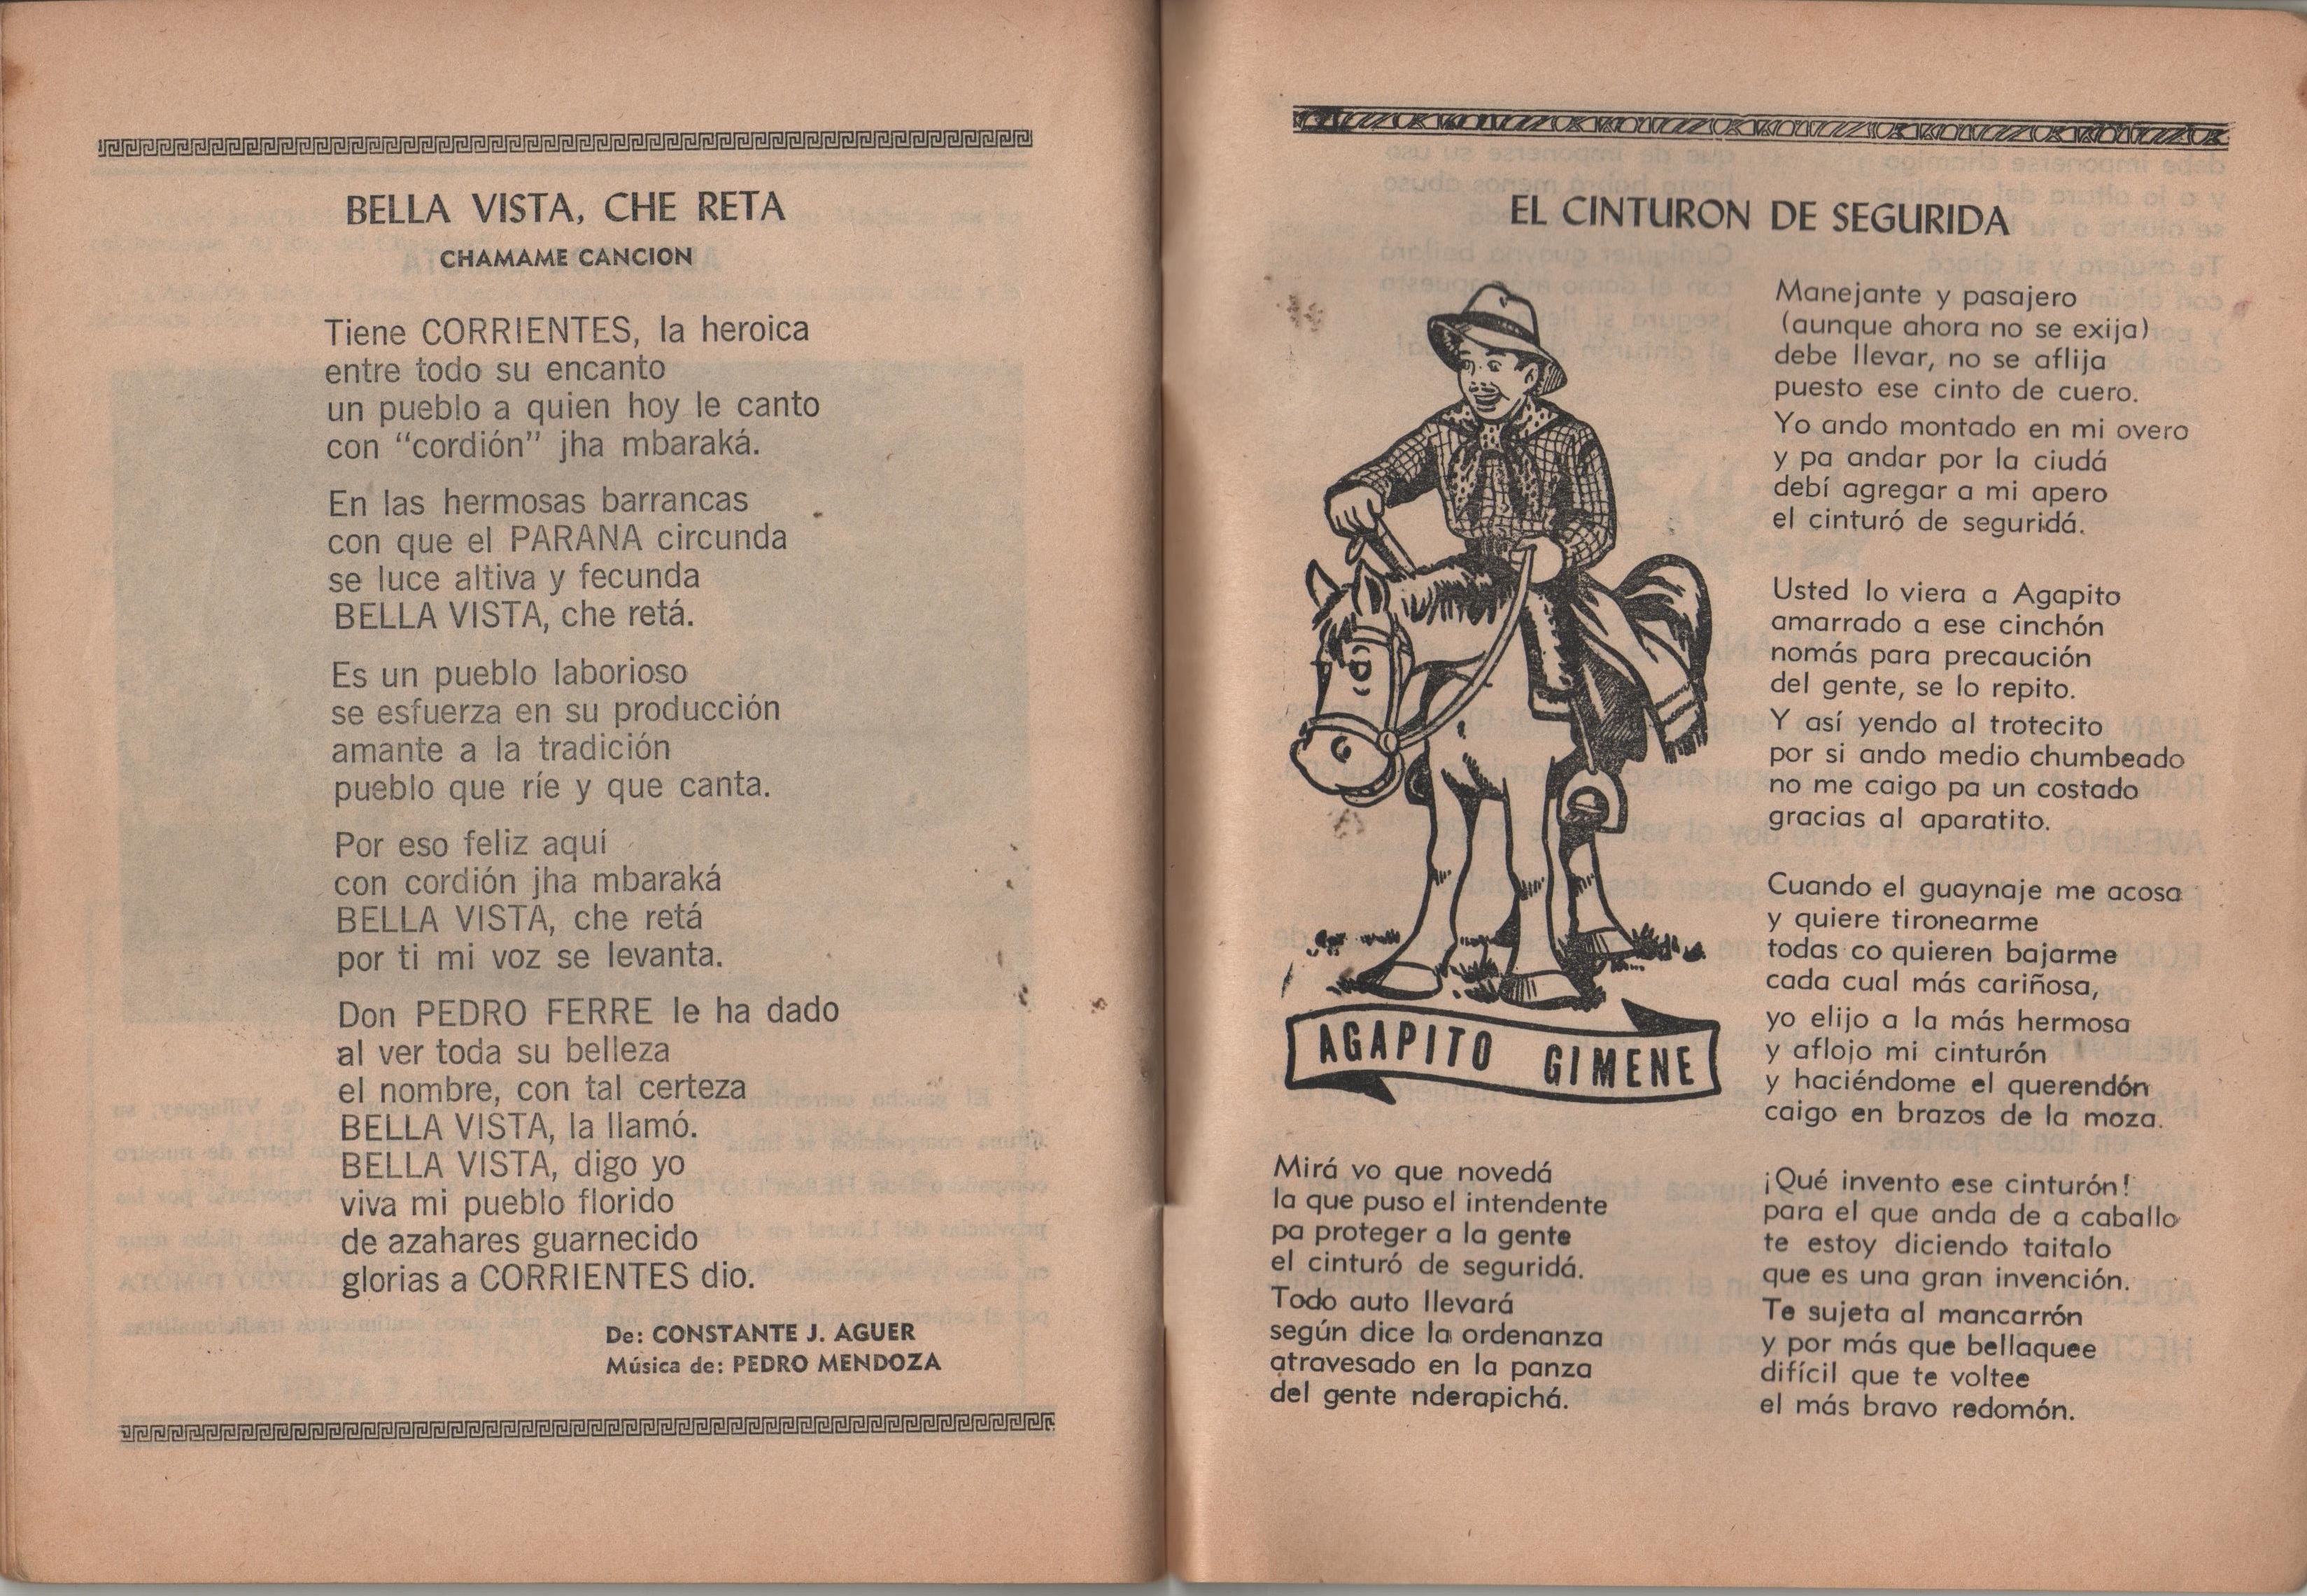 BELLA VISTA, CHE RETA
CHAMAME CANCION
Tiene CORRIENTES, la heroica
entre todo su encanto
un pueblo a quien hoy le canto
con “cordión” jha mbaraká.
En las hermosas barrancas
con que el PARANA circunda
se luce altiva y fecunda
BELLA VISTA, che retá.
Es un pueblo laborioso
se esfuerza en su producción
amante a la tradición
pueblo que ríe y que canta.
Por eso feliz aquí
con cordión jha mbaraká
BELLA VISTA, che retá
por ti mi voz se levanta.
Don PEDRO FERRE le ha dado
al ver toda su belleza
el nombre, con tal certeza
BELLA VISTA, la llamó.
BELLA VISTA, digo yo
viva mi pueblo florido
de azahares guarnecido
glorias a CORRIENTES dio.
De: CONSTANTE J. AGUER
Música de: PEDRO MENDOZA
EL CINTURON DE SEGURIDA
AGAPITO GIMENE
Mirá vo que novedá
la que puso el intendente
pa proteger a la gente
el cinturó de seguridá.
Todo auto llevará
según dice la ordenanza
atravesado en la panza
del gente nderapichá.
Manejante y pasajero
(aunque ahora no se exija)
debe llevar, no se aflija
puesto ese cinto de cuero.
Yo ando montado en mi overo
y pa andar por la ciudá
debí agregar a mi apero
el cinturó de seguridá.
Usted lo viera a Agapito
amarrado a ese cinchón
nomás para precaución
del gente, se lo repito.
Y así yendo al trotecito
por si ando medio chumbeado
no me caigo pa un costado
gracias al aparatito.
Cuando el guaynaje me acosa
y quiere tironearme
todas co quieren bajarme
cada cual más cariñosa,
yo elijo a la más hermosa
y aflojo mi cinturón
y haciéndome el querendón
caigo en brazos de la moza.
¡Qué invento ese cinturón!
para el que anda de a caballo
te estoy diciendo taitalo
que es una gran invención.
Te sujeta al mancarrón
y por más que bellaquee
difícil que te voltee
el más bravo redomón.